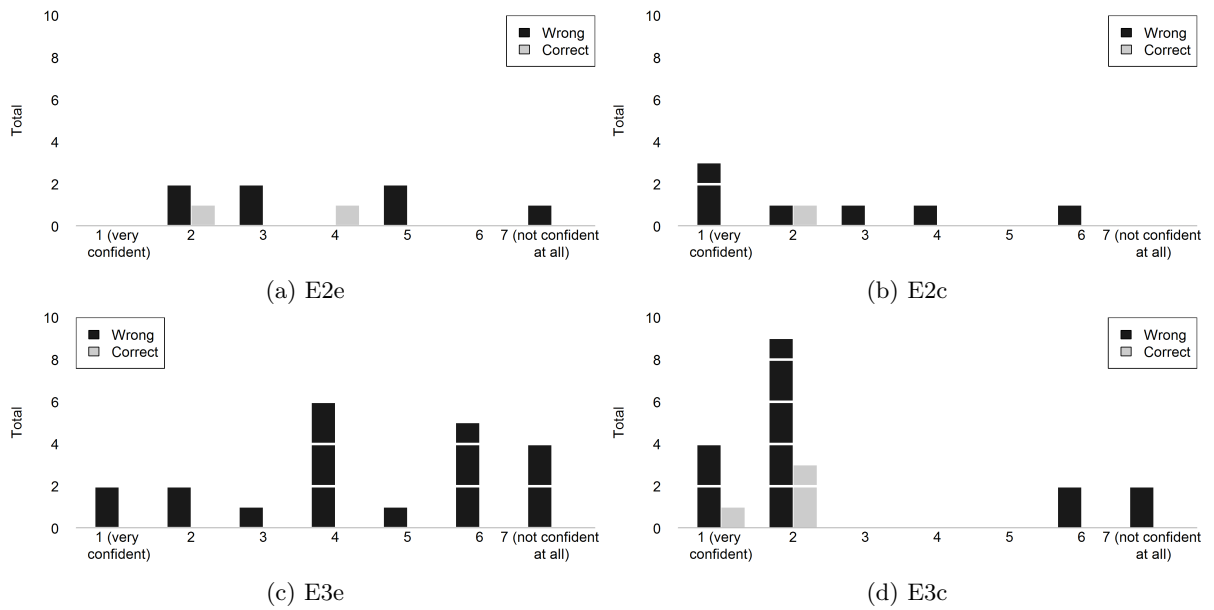 10
8
6
4
2
0
Total
Wrong
Correct
1 (very confident)
2
3
4
5
6
7 (not confident at all)
(a) E2e
10
8
6
4
2
0
Total
Wrong
Correct
1 (very confident)
2
3
4
5
6
7 (not confident at all)
(b) E2c
10
8
6
4
2
0
Total
Wrong
Correct
1 (very confident)
2
3
4
5
6
7 (not confident at all)
(c) E3e
10
8
6
4
2
0
Total
Wrong
Correct
1 (very confident)
2
3
4
5
6
7 (not confident at all)
(d) E3c